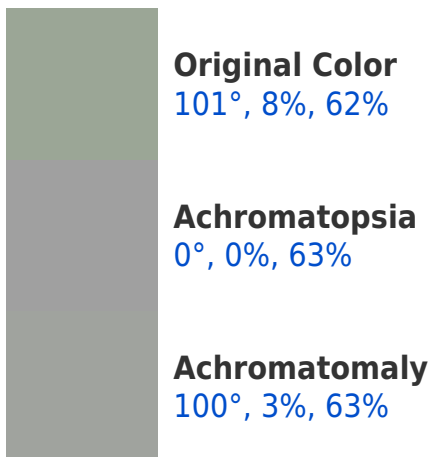 Original Color
101°, 8%, 62%
Achromatopsia
0°, 0%, 63%
Achromatomaly
100°, 3%, 63%